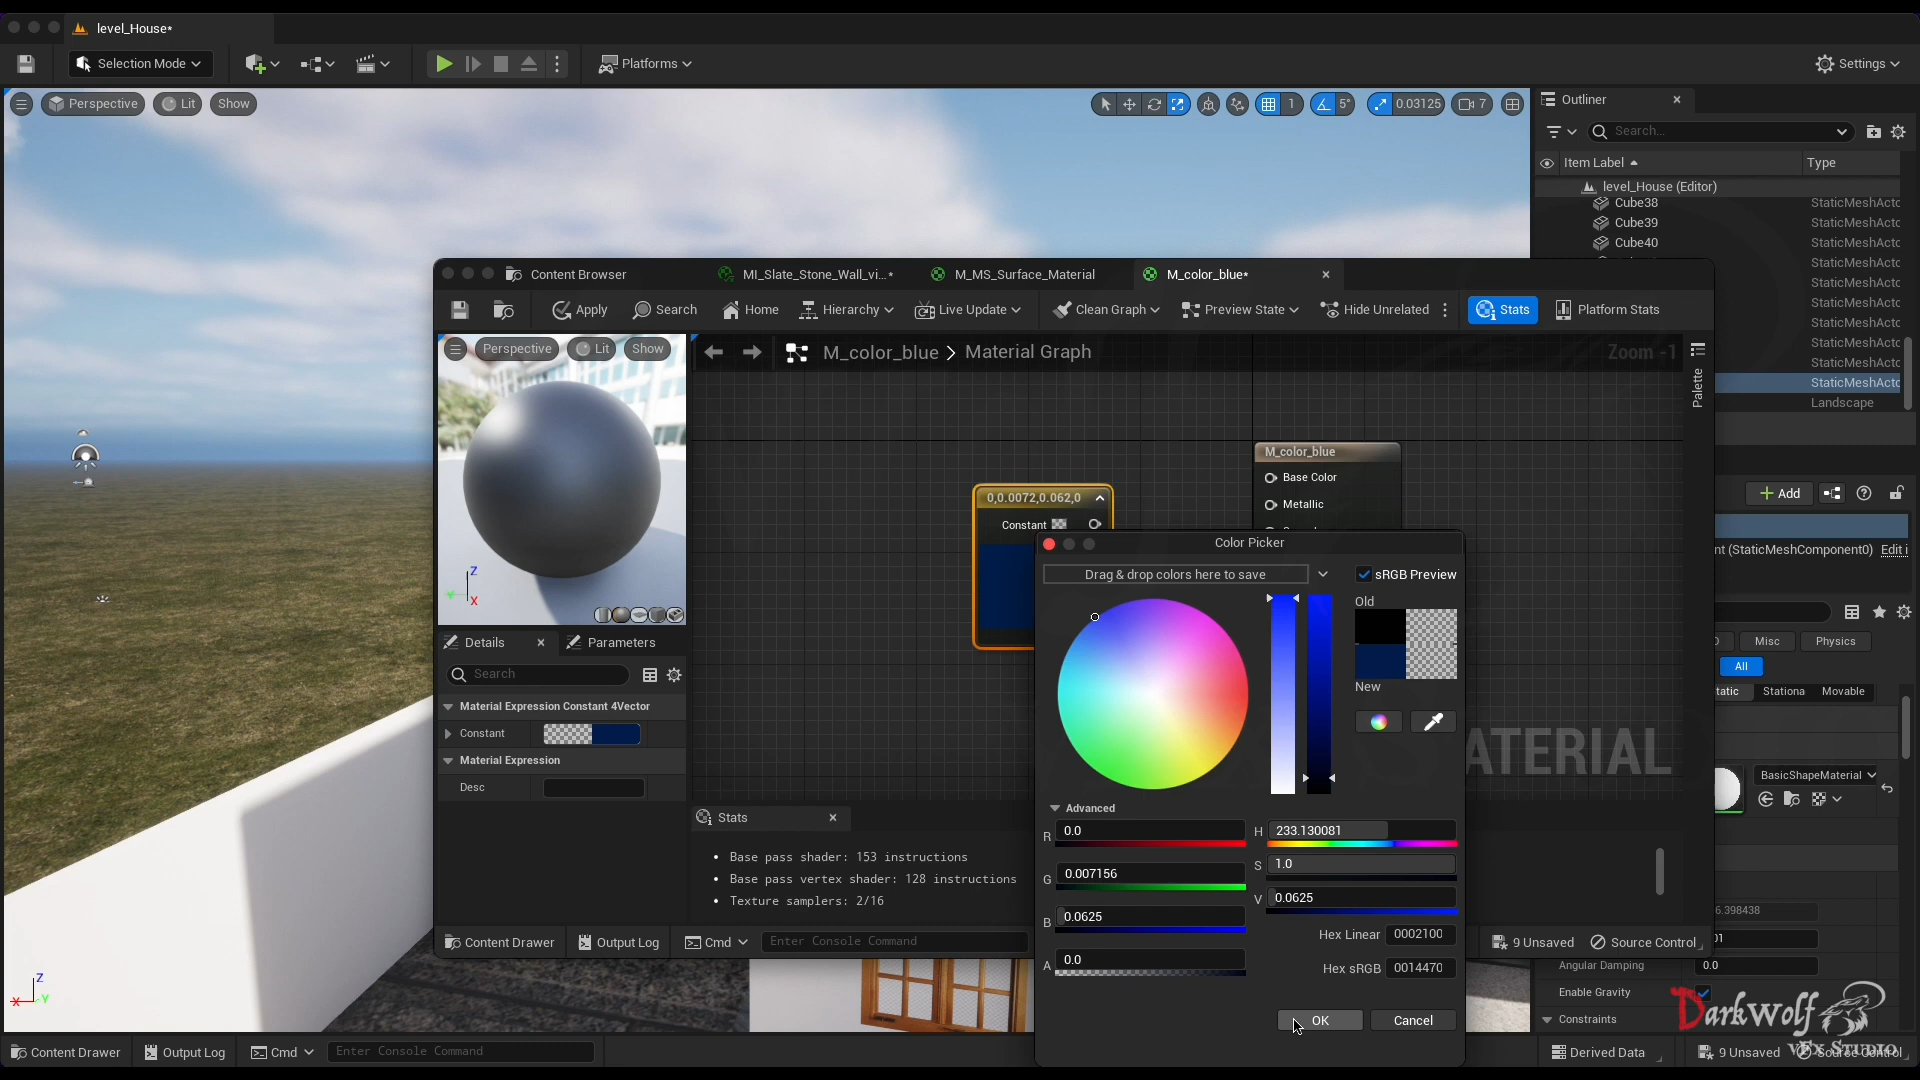 level_House*
Selection Mode
Platforms
Settings
Perspective
Lit
Show
1
5°
0.03125
7
Outliner
Search...
Item Label
Type
level_House (Editor)
Cube38
StaticMeshActo
Cube39
StaticMeshActo
Cube40
StaticMeshActo
StaticMeshActo
StaticMeshActo
StaticMeshActo
StaticMeshActo
StaticMeshActo
StaticMeshActo
StaticMeshActo
Landscape
Content Browser
MI_Slate_Stone_Wall_vi...*
M_MS_Surface_Material
M_color_blue*
Apply
Search
Home
Hierarchy
Live Update
Clean Graph
Preview State
Hide Unrelated
Stats
Platform Stats
Perspective
Lit
Show
M_color_blue > Material Graph
Zoom -1
Palette
M_color_blue
Base Color
Metallic
0,0.0072,0.062,0
Constant
Z
Y
X
Details
Parameters
Search
Material Expression Constant 4Vector
Constant
Material Expression
Desc
ATERIAL
Stats
• Base pass shader: 153 instructions
• Base pass vertex shader: 128 instructions
• Texture samplers: 2/16
Content Drawer
Output Log
Cmd
Enter Console Command
9 Unsaved
Source Control
Color Picker
Drag & drop colors here to save
sRGB Preview
Old
New
Advanced
R
0.0
G
0.007156
B
0.0625
A
0.0
H
233.130081
S
1.0
V
0.0625
Hex Linear
0002100
Hex sRGB
0014470
OK
Cancel
Add
nt (StaticMeshComponent0)
Edit i
Misc
Physics
All
tatic
Stationa
Movable
BasicShapeMaterial
6.398438
01
Angular Damping
0.0
Enable Gravity
Constraints
Z
X
Y
DarkWolf
VFX Studio
Content Drawer
Output Log
Cmd
Enter Console Command
Derived Data
9 Unsaved
Source Control